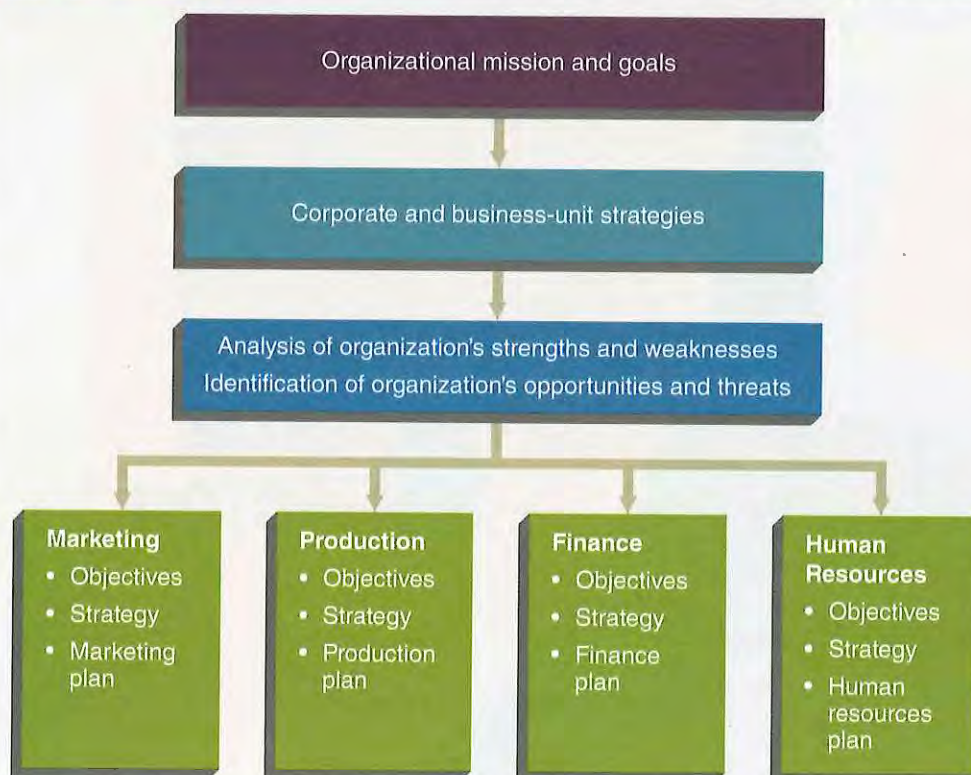 Organizational mission and goals
Corporate and business-unit strategies
Analysis of organization's strengths and weaknesses
Identification of organization's opportunities and threats
Marketing
• Objectives
• Strategy
• Marketing
plan
Production
• Objectives
• Strategy
• Production
plan
Finance
• Objectives
• Strategy
• Finance
plan
Human
Resources
• Objectives
• Strategy
• Human
resources
plan